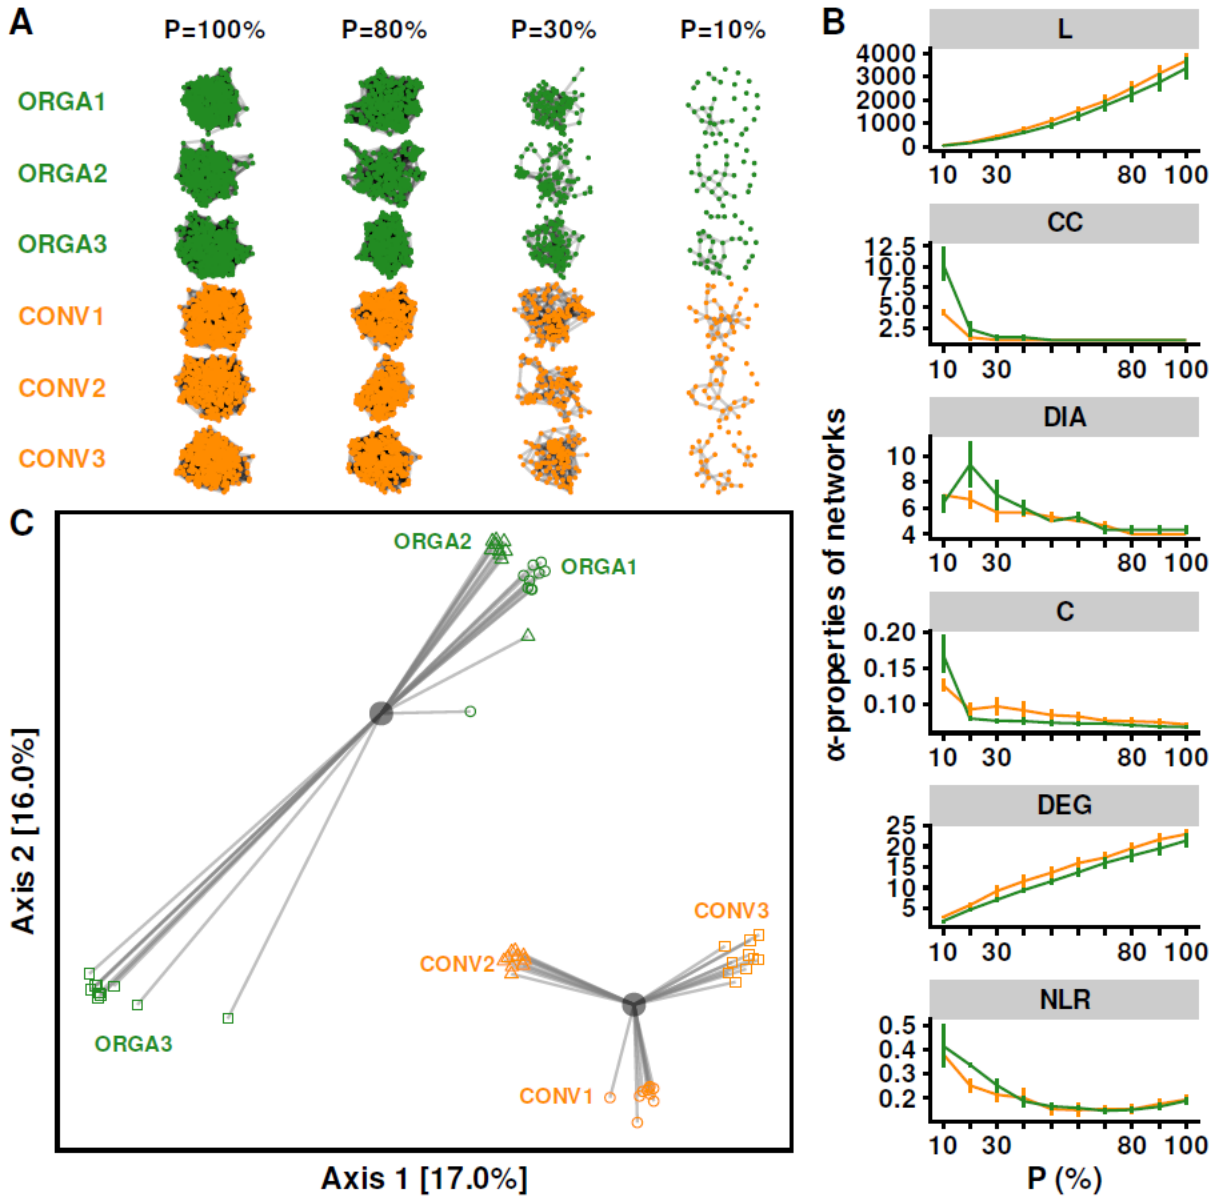 A
P=100% P=80% P=30% P=10%
ORGA1
ORGA2
ORGA3
CONV1
CONV2
CONV3
B
α-properties of networks
L
4000
3000
2000
1000
0
10 30 80 100
CC
12.5
10.0
7.5
5.0
2.5
10 30 80 100
DIA
10
8
6
4
10 30 80 100
C
0.20
0.15
0.10
10 30 80 100
DEG
25
20
15
10
5
10 30 80 100
NLR
0.5
0.4
0.3
0.2
10 30 80 100
P (%)
C
ORGA2
ORGA1
ORGA3
CONV3
CONV2
CONV1
Axis 2 [16.0%]
Axis 1 [17.0%]